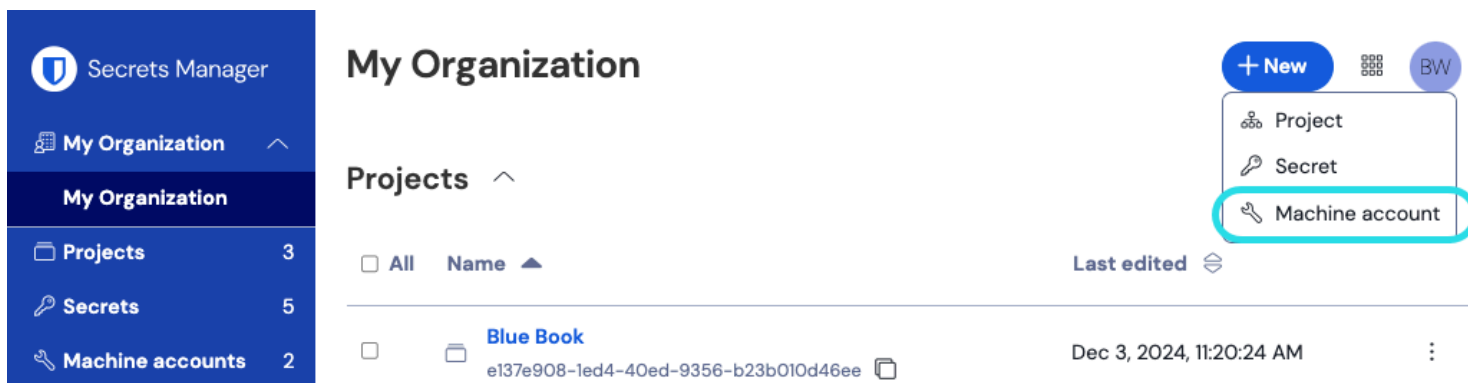 Secrets Manager
My Organization
My Organization
Projects 3
Secrets 5
Machine accounts 2
My Organization
+ New
BW
Project
Secret
Machine account
Projects
All Name Last edited
Blue Book
e137e908-1ed4-40ed-9356-b23b010d46ee
Dec 3, 2024, 11:20:24 AM